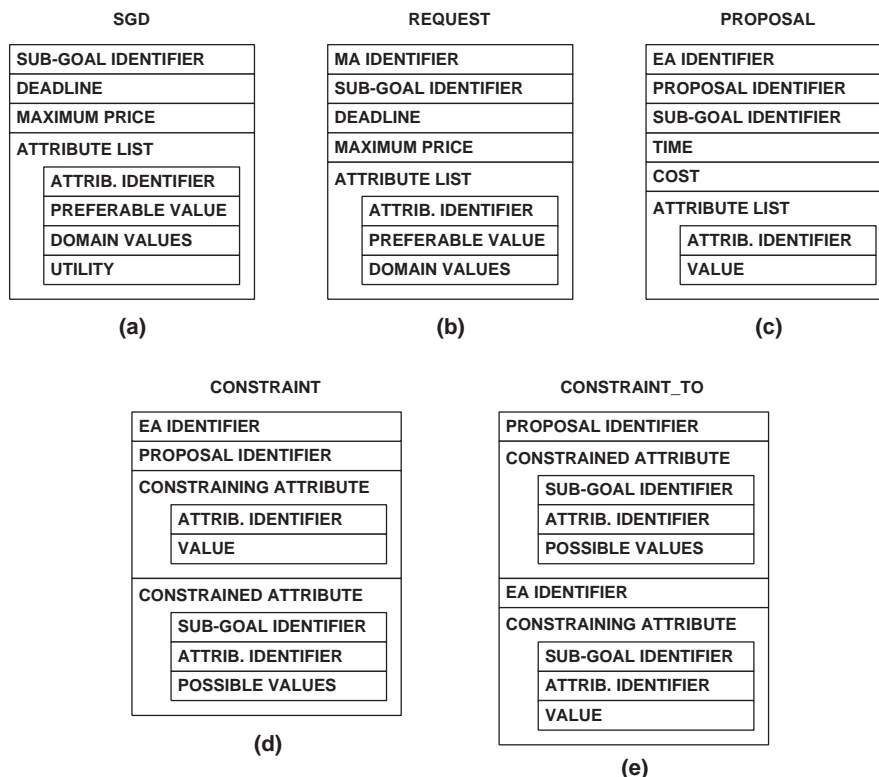 SGD
SUB-GOAL IDENTIFIER
DEADLINE
MAXIMUM PRICE
ATTRIBUTE LIST
ATTRIB. IDENTIFIER
PREFERABLE VALUE
DOMAIN VALUES
UTILITY
(a)
REQUEST
MA IDENTIFIER
SUB-GOAL IDENTIFIER
DEADLINE
MAXIMUM PRICE
ATTRIBUTE LIST
ATTRIB. IDENTIFIER
PREFERABLE VALUE
DOMAIN VALUES
(b)
PROPOSAL
EA IDENTIFIER
PROPOSAL IDENTIFIER
SUB-GOAL IDENTIFIER
TIME
COST
ATTRIBUTE LIST
ATTRIB. IDENTIFIER
VALUE
(c)
CONSTRAINT
EA IDENTIFIER
PROPOSAL IDENTIFIER
CONSTRAINING ATTRIBUTE
ATTRIB. IDENTIFIER
VALUE
CONSTRAINED ATTRIBUTE
SUB-GOAL IDENTIFIER
ATTRIB. IDENTIFIER
POSSIBLE VALUES
(d)
CONSTRAINT_TO
PROPOSAL IDENTIFIER
CONSTRAINED ATTRIBUTE
SUB-GOAL IDENTIFIER
ATTRIB. IDENTIFIER
POSSIBLE VALUES
EA IDENTIFIER
CONSTRAINING ATTRIBUTE
SUB-GOAL IDENTIFIER
ATTRIB. IDENTIFIER
VALUE
(e)